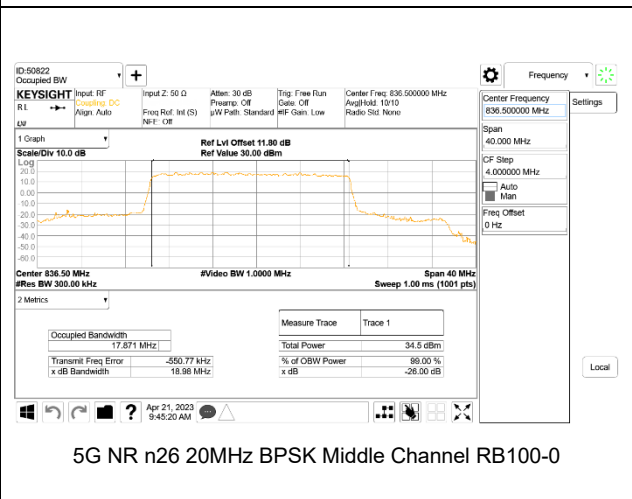 ID:50822
Occupied BW
Frequency
KEYSIGHT
Input: RF
Coupling: DC
Align: Auto
Input Z: 50 Ω
Freq Ref: Int (S)
NFE: Off
Atten: 30 dB
Preamp: Off
µW Path: Standard
Trig: Free Run
Gate: Off
#IF Gain: Low
Center Freq: 836.500000 MHz
Avg|Hold: 10/10
Radio Std: None
R L
Center Frequency
836.500000 MHz
Settings
Span
40.000 MHz
CF Step
4.000000 MHz
Auto
Man
Freq Offset
0 Hz
Local
1 Graph
Scale/Div 10.0 dB
Ref Lvl Offset 11.80 dB
Ref Value 30.00 dBm
Log
20.0
10.0
0.00
-10.0
-20.0
-30.0
-40.0
-50.0
-60.0
Center 836.50 MHz
#Video BW 1.0000 MHz
Span 40 MHz
#Res BW 300.00 kHz
Sweep 1.00 ms (1001 pts)
2 Metrics
Measure Trace Trace 1
Occupied Bandwidth
17.871 MHz
Total Power 34.5 dBm
Transmit Freq Error -550.77 kHz
% of OBW Power 99.00 %
x dB Bandwidth 18.98 MHz
x dB -26.00 dB
Apr 21, 2023
9:45:20 AM
5G NR n26 20MHz BPSK Middle Channel RB100-0